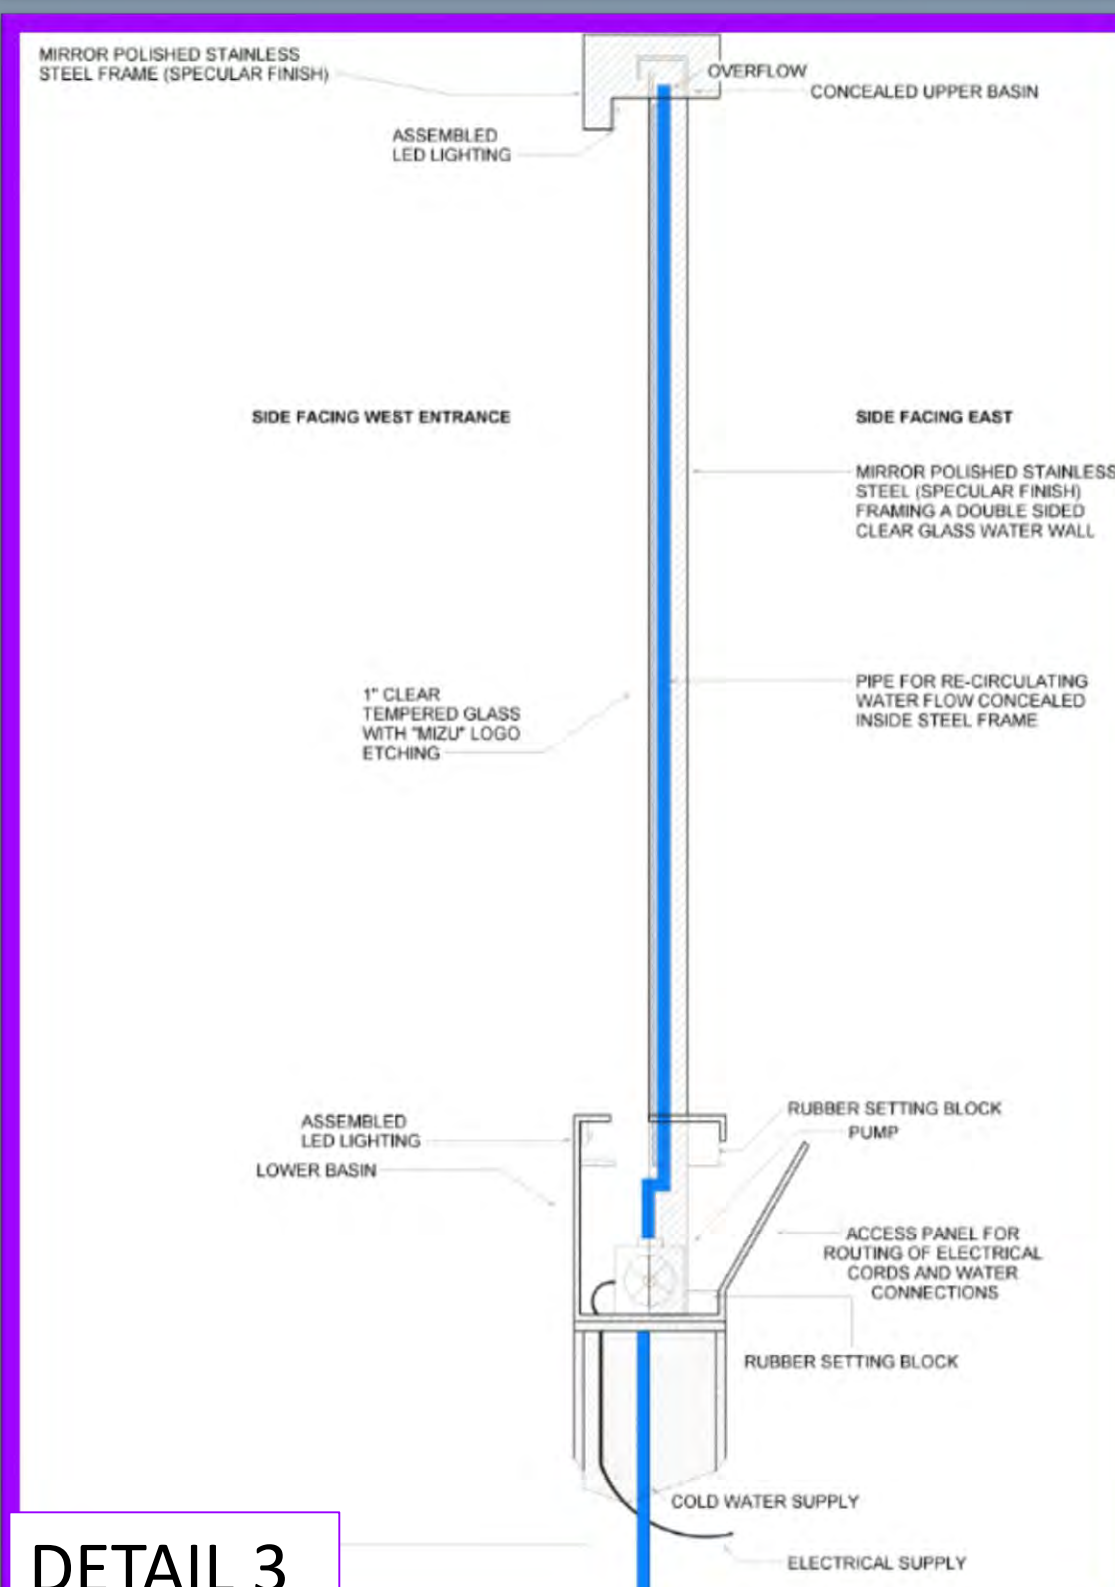 MIRROR POLISHED STAINLESS
STEEL FRAME (SPECULAR FINISH)
OVERFLOW
CONCEALED UPPER BASIN
ASSEMBLED
LED LIGHTING
SIDE FACING WEST ENTRANCE
SIDE FACING EAST
MIRROR POLISHED STAINLESS
STEEL (SPECULAR FINISH)
FRAMING A DOUBLE SIDED
CLEAR GLASS WATER WALL
1" CLEAR
TEMPERED GLASS
WITH "MIZU" LOGO
ETCHING
PIPE FOR RE-CIRCULATING
WATER FLOW CONCEALED
INSIDE STEEL FRAME
ASSEMBLED
LED LIGHTING
LOWER BASIN
RUBBER SETTING BLOCK
PUMP
ACCESS PANEL FOR
ROUTING OF ELECTRICAL
CORDS AND WATER
CONNECTIONS
RUBBER SETTING BLOCK
COLD WATER SUPPLY
ELECTRICAL SUPPLY
DETAIL 3